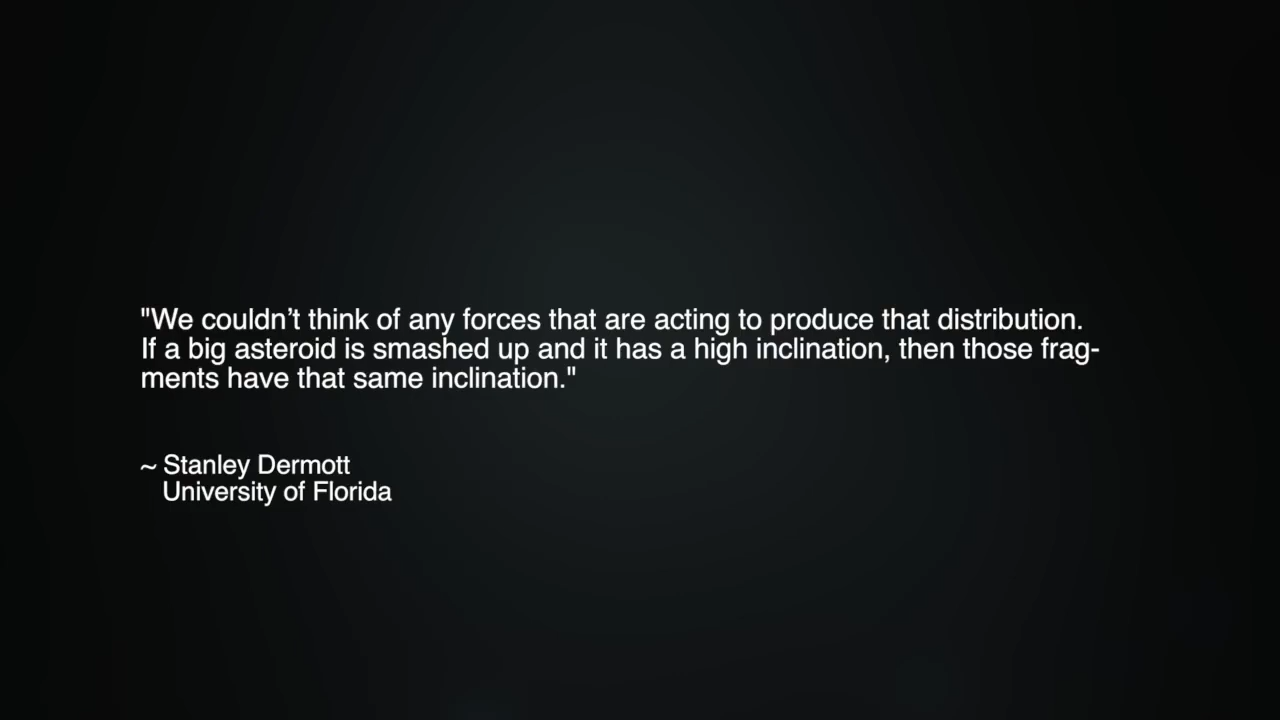 "We couldn’t think of any forces that are acting to produce that distribution.
If a big asteroid is smashed up and it has a high inclination, then those frag-
ments have that same inclination."
~ Stanley Dermott
University of Florida